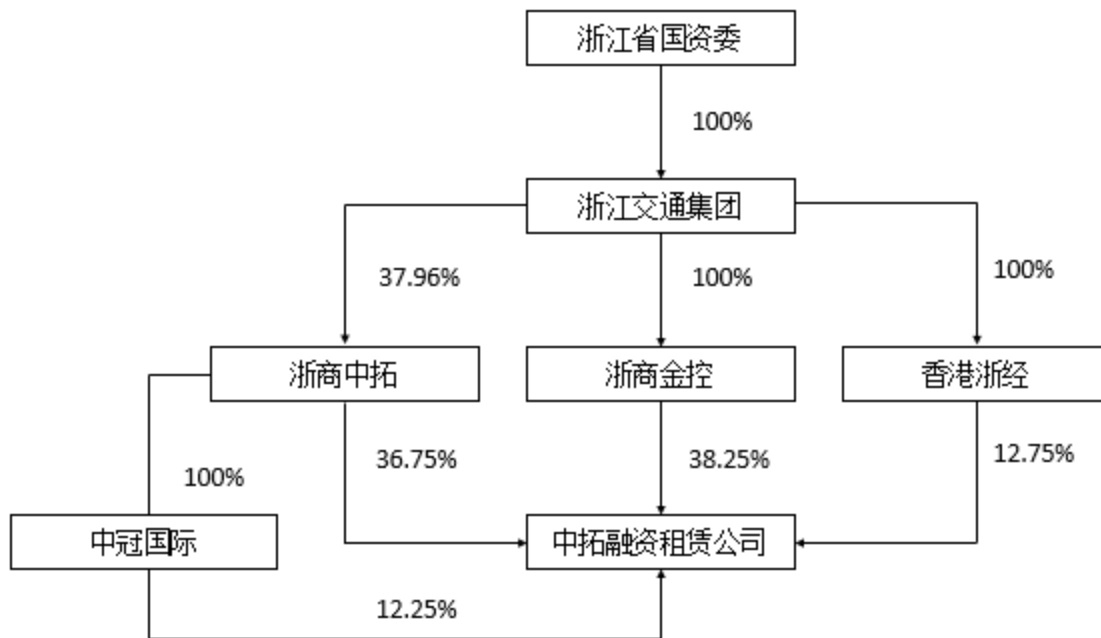 浙江省国资委
100%
浙江交通集团
37.96%
100%
100%
浙商中拓
浙商金控
香港浙经
100%
36.75%
38.25%
12.75%
中冠国际
中拓融资租赁公司
12.25%